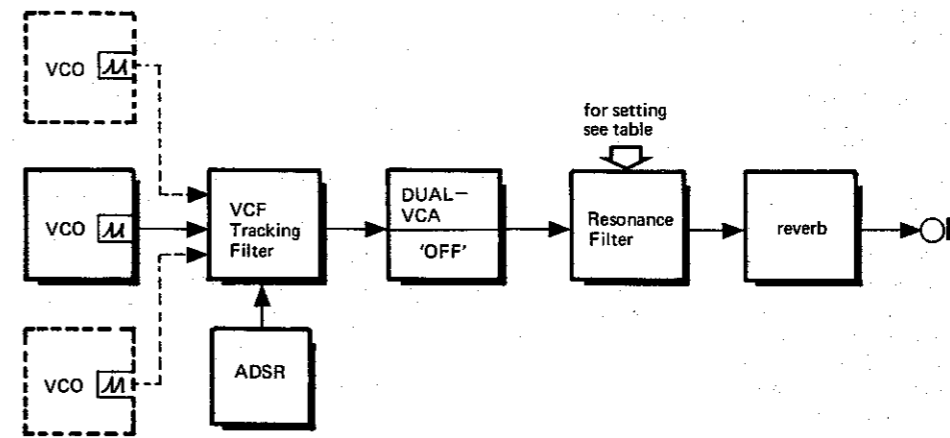 VCO
for setting
see table
VCO
VCF
Tracking
Filter
DUAL-
VCA
'OFF'
Resonance
Filter
reverb
VCO
ADSR